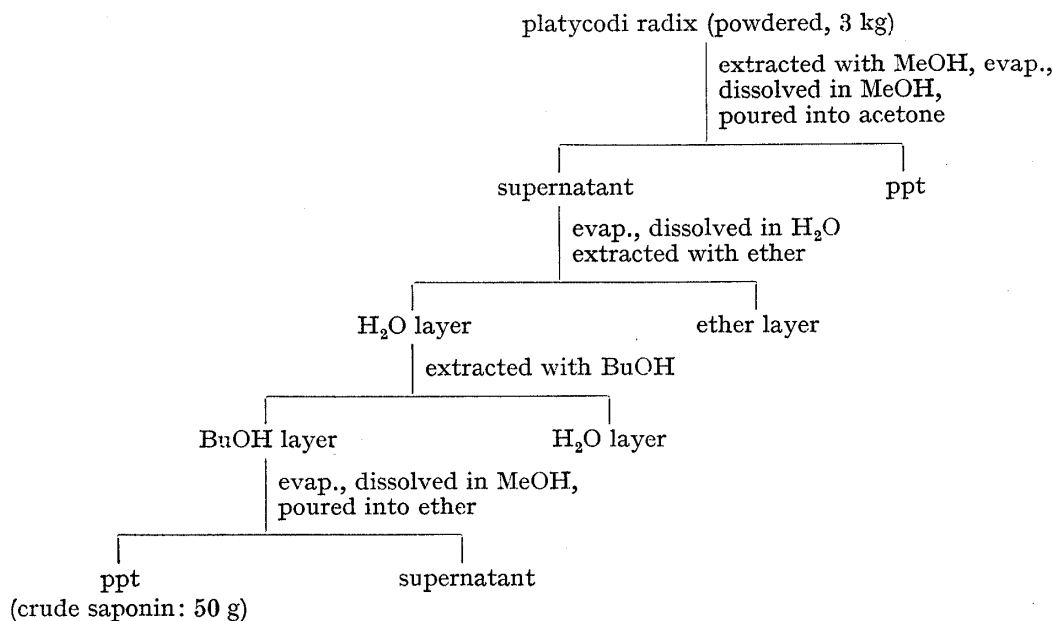 platycodi radix (powdered, 3 kg)
extracted with MeOH, evap.,
dissolved in MeOH,
poured into acetone
supernatant
ppt
evap., dissolved in H₂O
extracted with ether
H₂O layer
ether layer
extracted with BuOH
BuOH layer
H₂O layer
evap., dissolved in MeOH,
poured into ether
ppt
supernatant
(crude saponin: 50 g)